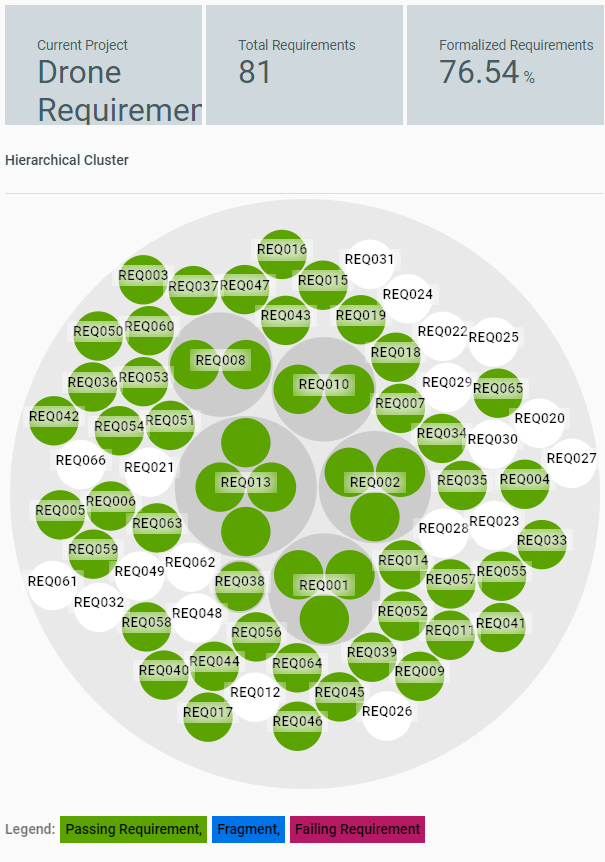 Current Project
Total Requirements
Formalized Requirements
Drone
Requiremen
81
76.54 %
Hierarchical Cluster
REQ016
REQ031
REQ003
REQ037
REQ047
REQ015
REQ024
REQ043
REQ019
REQ050
REQ060
REQ022
REQ025
REQ018
REQ008
REQ010
REQ036
REQ053
REQ029
REQ065
REQ007
REQ042
REQ054
REQ051
REQ034
REQ030
REQ020
REQ066
REQ021
REQ027
REQ013
REQ002
REQ035
REQ004
REQ005
REQ006
REQ063
REQ028
REQ023
REQ033
REQ059
REQ049
REQ062
REQ014
REQ061
REQ038
REQ001
REQ057
REQ055
REQ032
REQ048
REQ052
REQ058
REQ056
REQ011
REQ041
REQ040
REQ044
REQ064
REQ039
REQ009
REQ012
REQ045
REQ017
REQ046
REQ026
Legend: Passing Requirement, Fragment, Failing Requirement